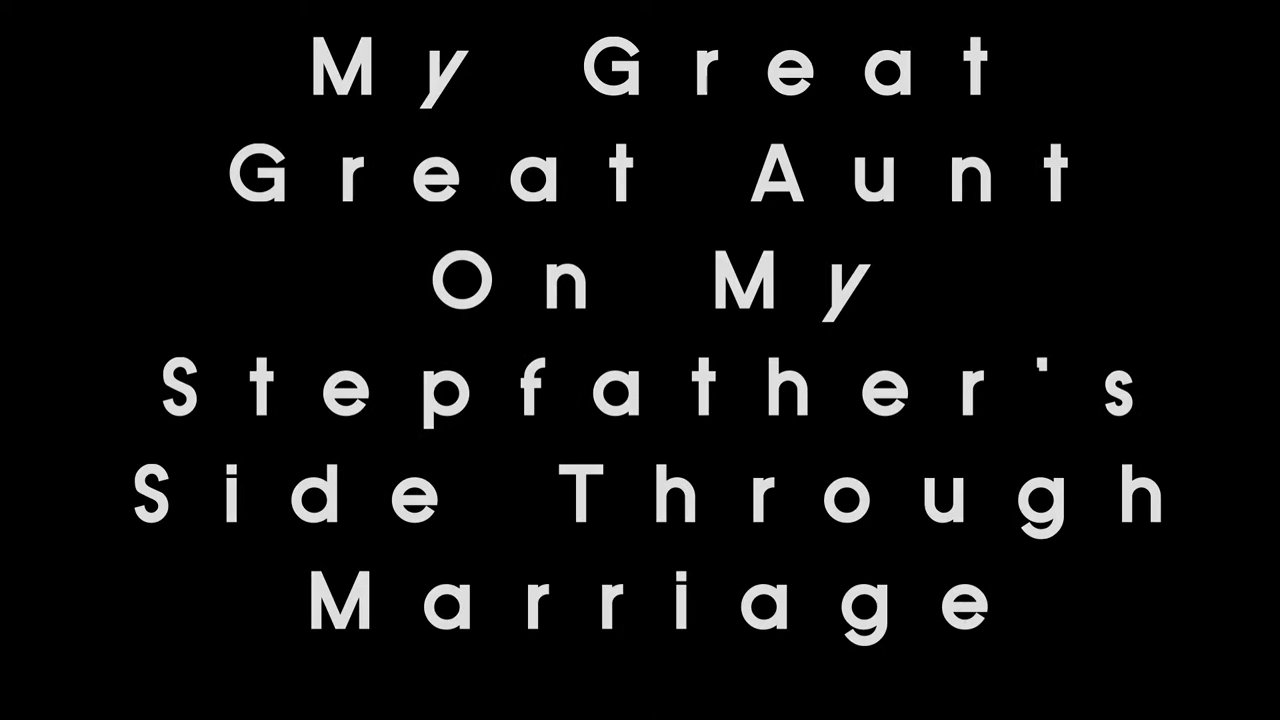 My Great
Great Aunt
On My
Stepfather's
Side Through
Marriage